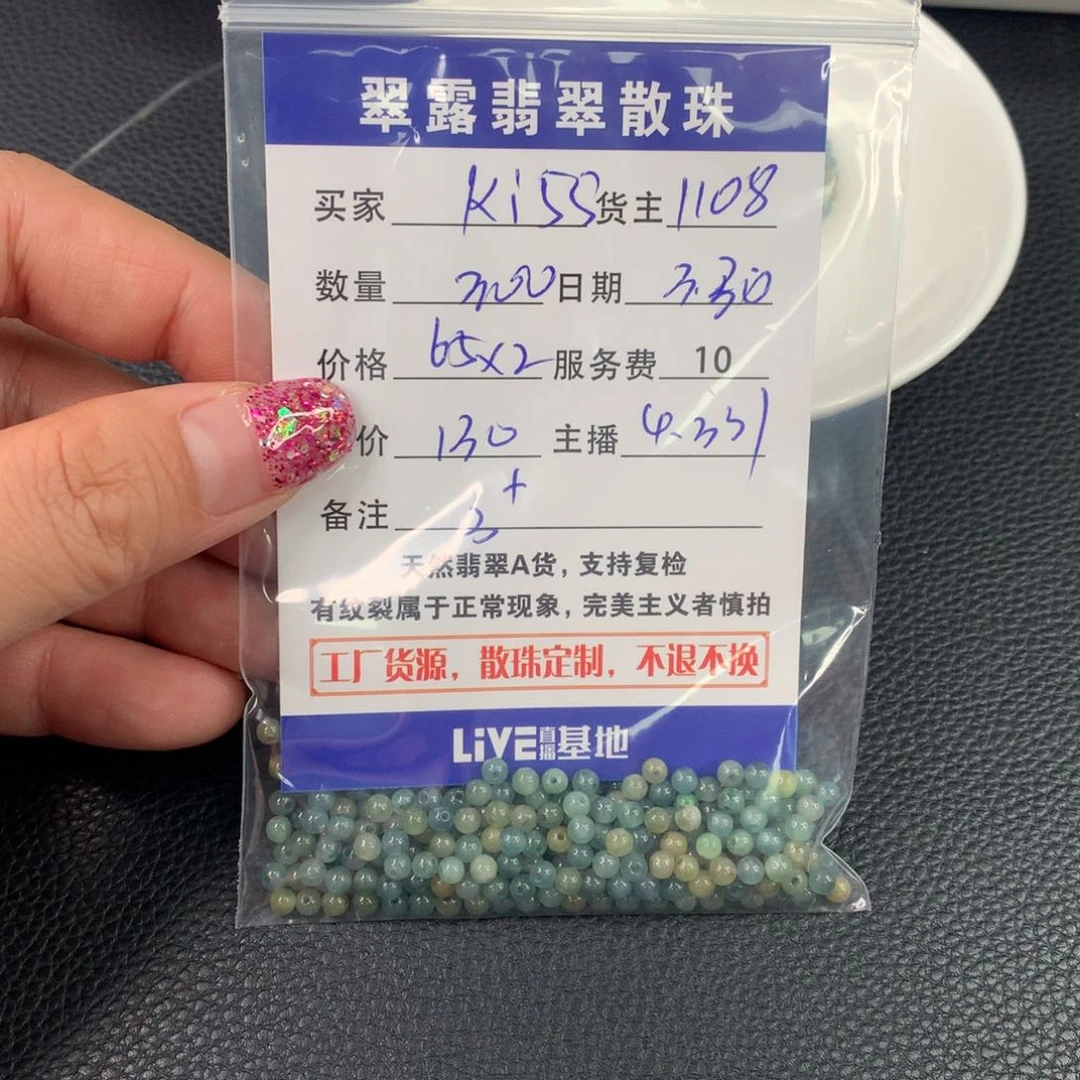 翠露翡翠散珠
买家 Kiss 货主 1108
数量 300 日期 3.30
价格 65x2 服务费 10
价 130 主播 4.331
备注 3+
天然翡翠A货，支持复检
有纹裂属于正常现象，完美主义者慎拍
工厂货源，散珠定制，不退不换
LiVE直播基地